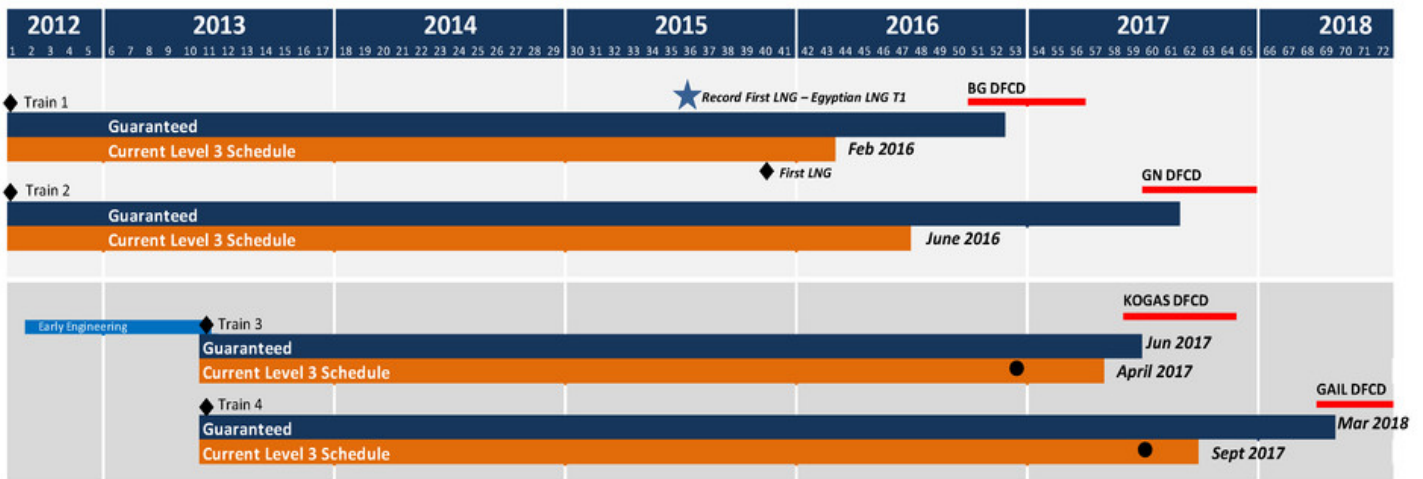 2012 2013 2014 2015 2016 2017 2018
1 2 3 4 5 6 7 8 9 10 11 12 13 14 15 16 17 18 19 20 21 22 23 24 25 26 27 28 29 30 31 32 33 34 35 36 37 38 39 40 41 42 43 44 45 46 47 48 49 50 51 52 53 54 55 56 57 58 59 60 61 62 63 64 65 66 67 68 69 70 71 72
BG DFCD
Record First LNG – Egyptian LNG T1
Train 1
Guaranteed
Current Level 3 Schedule
Feb 2016
First LNG
GN DFCD
Train 2
Guaranteed
Current Level 3 Schedule
June 2016
KOGAS DFCD
Early Engineering
Train 3
Guaranteed
Jun 2017
Current Level 3 Schedule
April 2017
GAIL DFCD
Train 4
Guaranteed
Mar 2018
Current Level 3 Schedule
Sept 2017